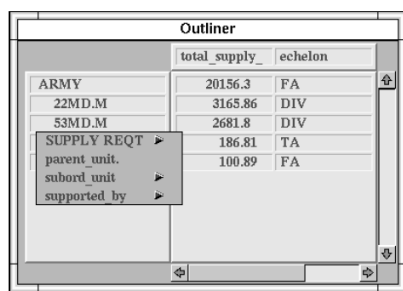 Outliner
total_supply_ echelon
ARMY 20156.3 FA
22MD.M 3165.86 DIV
53MD.M 2681.8 DIV
SUPPLY REQT 186.81 TA
parent_unit. 100.89 FA
subord_unit
supported_by